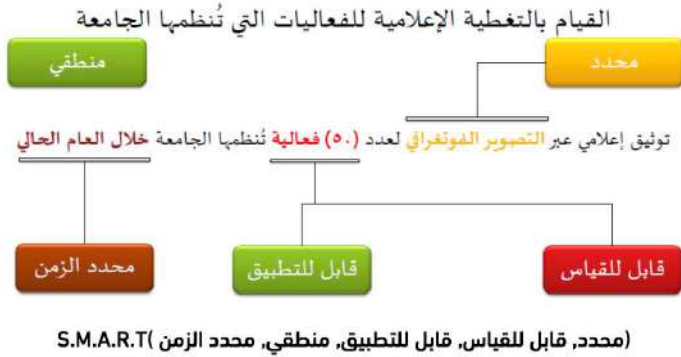 القيام بالتغطية الإعلامية للفعاليات التي تُنظمها الجامعة
محدد
منطقي
توثيق إعلامي عبر التصوير الفوتغرافي لعدد (٥٠) فعالية تُنظمها الجامعة خلال العام الحالي
قابل للقياس
قابل للتطبيق
محدد الزمن
(محدد, قابل للقياس, قابل للتطبيق, منطقي, محدد الزمن )S.M.A.R.T